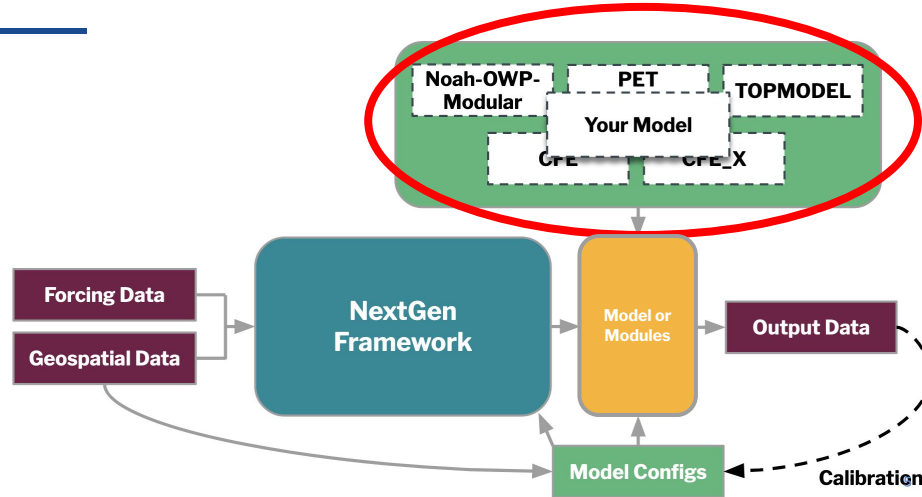 Noah-OWP-
Modular
PET
TOPMODEL
Your Model
CFE
CFE_X
Forcing Data
Geospatial Data
NextGen
Framework
Model or
Modules
Output Data
Model Configs
Calibration